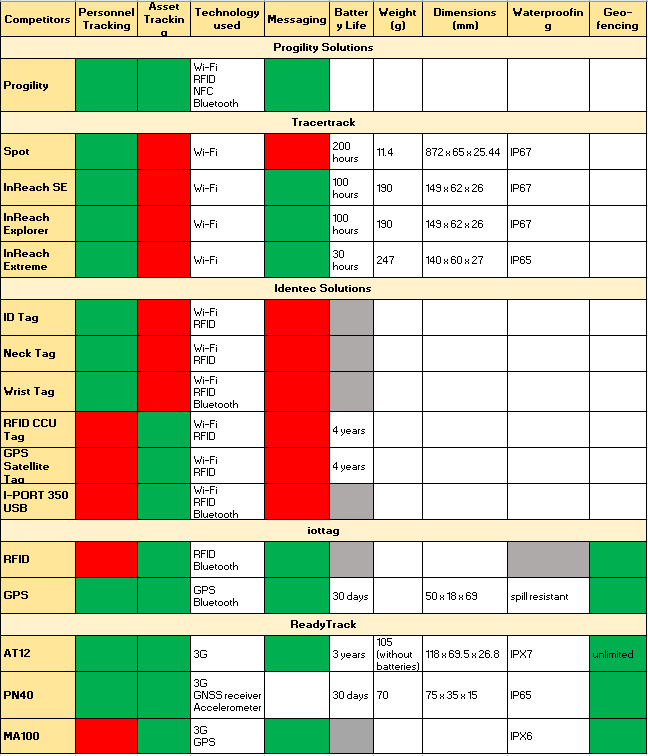 Competitors Personnel Tracking Asset Trackin g Technology used Messaging Batter y Life Weight (g) Dimensions (mm) Waterproofin g Geo- fencing
Progility Solutions
Progility Wi-Fi
RFID
NFC
Bluetooth
Tracertrack
Spot Wi-Fi 200 hours 11.4 872 x 65 x 25.44 IP67
InReach SE Wi-Fi 100 hours 190 149 x 62 x 26 IP67
InReach Explorer Wi-Fi 100 hours 190 149 x 62 x 26 IP67
InReach Extreme Wi-Fi 30 hours 247 140 x 60 x 27 IP65
Identec Solutions
ID Tag Wi-Fi
RFID
Neck Tag Wi-Fi
RFID
Wrist Tag Wi-Fi
RFID
Bluetooth
RFID CCU Tag Wi-Fi
RFID
4 years
GPS Satellite Tag Wi-Fi
RFID
4 years
I-PORT 350 USB Wi-Fi
RFID
Bluetooth
iottag
RFID RFID
Bluetooth
GPS GPS
Bluetooth
30 days 50 x 18 x 69 spill resistant
ReadyTrack
AT12 3G 3 years 105 (without batteries) 118 x 69.5 x 26.8 IPX7 unlimited
PN40 3G
GNSS receiver
Accelerometer
30 days 70 75 x 35 x 15 IP65
MA100 3G
GPS
IPX6